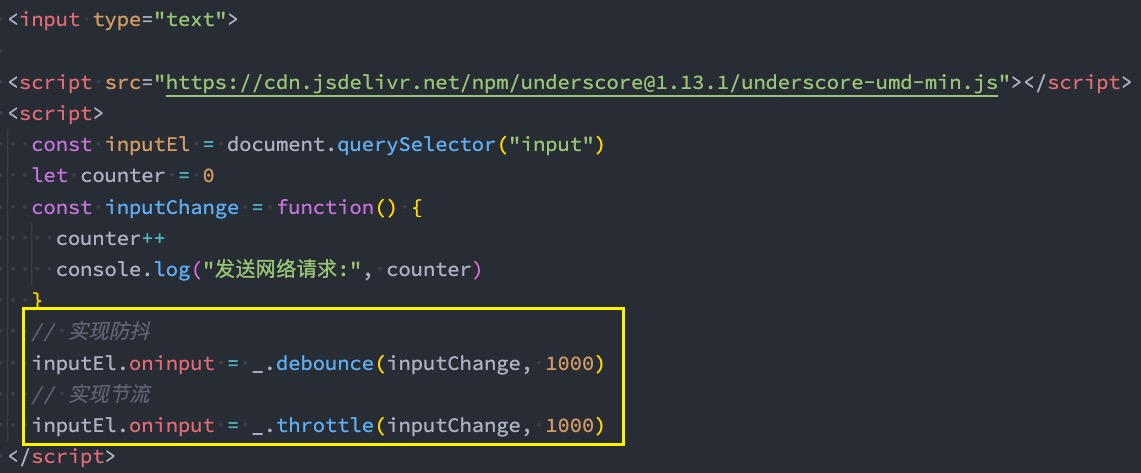 <input type="text">
<script src="https://cdn.jsdelivr.net/npm/underscore@1.13.1/underscore-umd-min.js"></script>
<script>
const inputEl = document.querySelector("input")
let counter = 0
const inputChange = function() {
counter++
console.log("发送网络请求:", counter)
}
// 实现防抖
inputEl.oninput = _.debounce(inputChange, 1000)
// 实现节流
inputEl.oninput = _.throttle(inputChange, 1000)
</script>